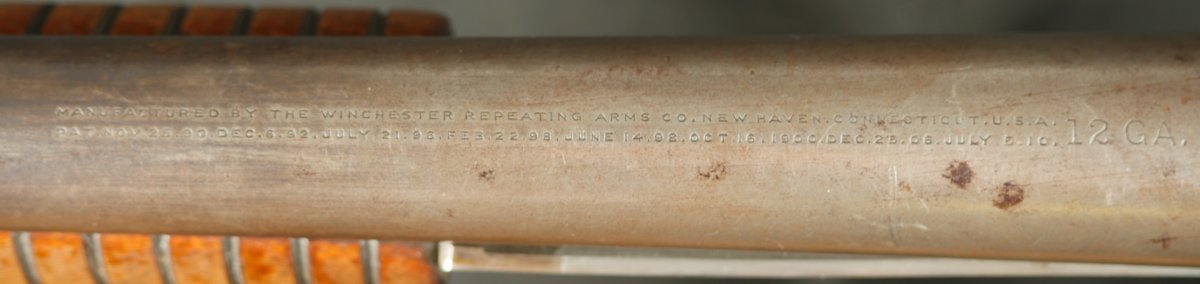 MANUFACTURED BY THE WINCHESTER REPEATING ARMS CO. NEW HAVEN. CONNECTICUT. U.S.A.
PAT. NOV. 25. 90. DEC. 6. 92. JULY 21. 96. FEB. 22. 98. JUNE 14. 98. OCT 16. 1900. DEC. 25. 06. JULY 5. 10.
12 GA.